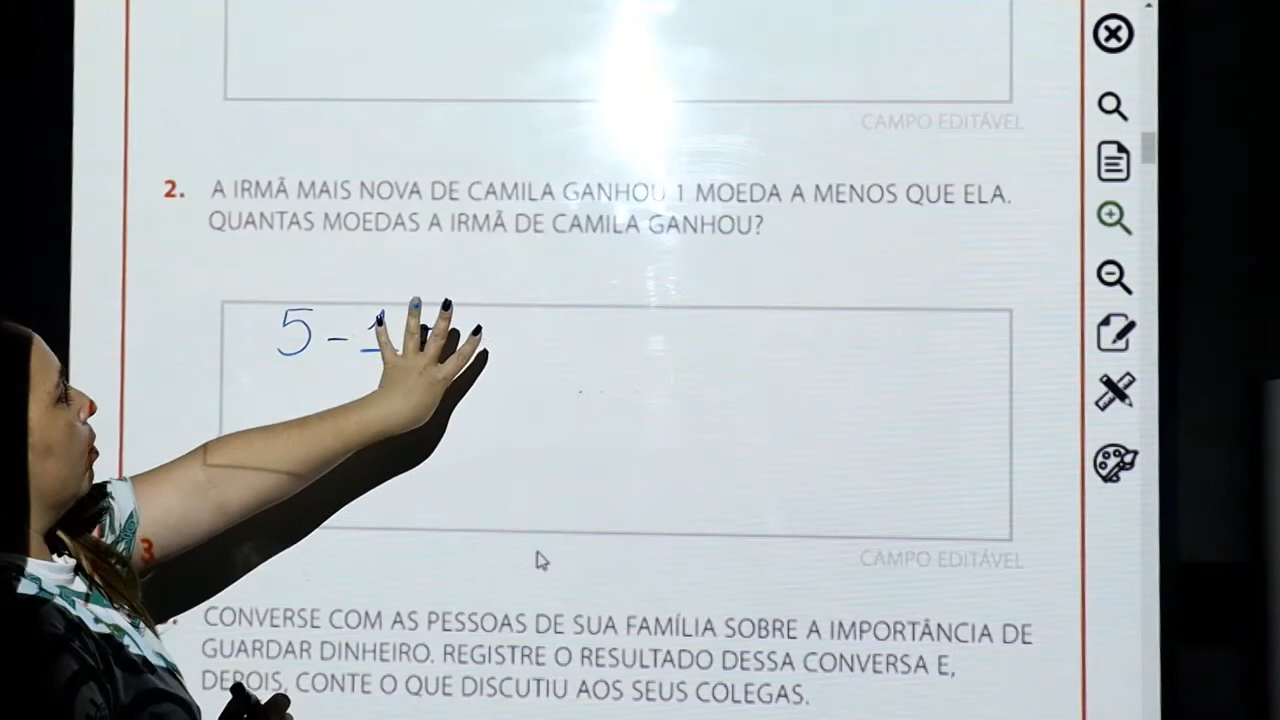 CAMPO EDITÁVEL
2. A IRMÃ MAIS NOVA DE CAMILA GANHOU 1 MOEDA A MENOS QUE ELA.
QUANTAS MOEDAS A IRMÃ DE CAMILA GANHOU?
5-1
CAMPO EDITÁVEL
3
CONVERSE COM AS PESSOAS DE SUA FAMÍLIA SOBRE A IMPORTÂNCIA DE
GUARDAR DINHEIRO. REGISTRE O RESULTADO DESSA CONVERSA E,
DEPOIS, CONTE O QUE DISCUTIU AOS SEUS COLEGAS.